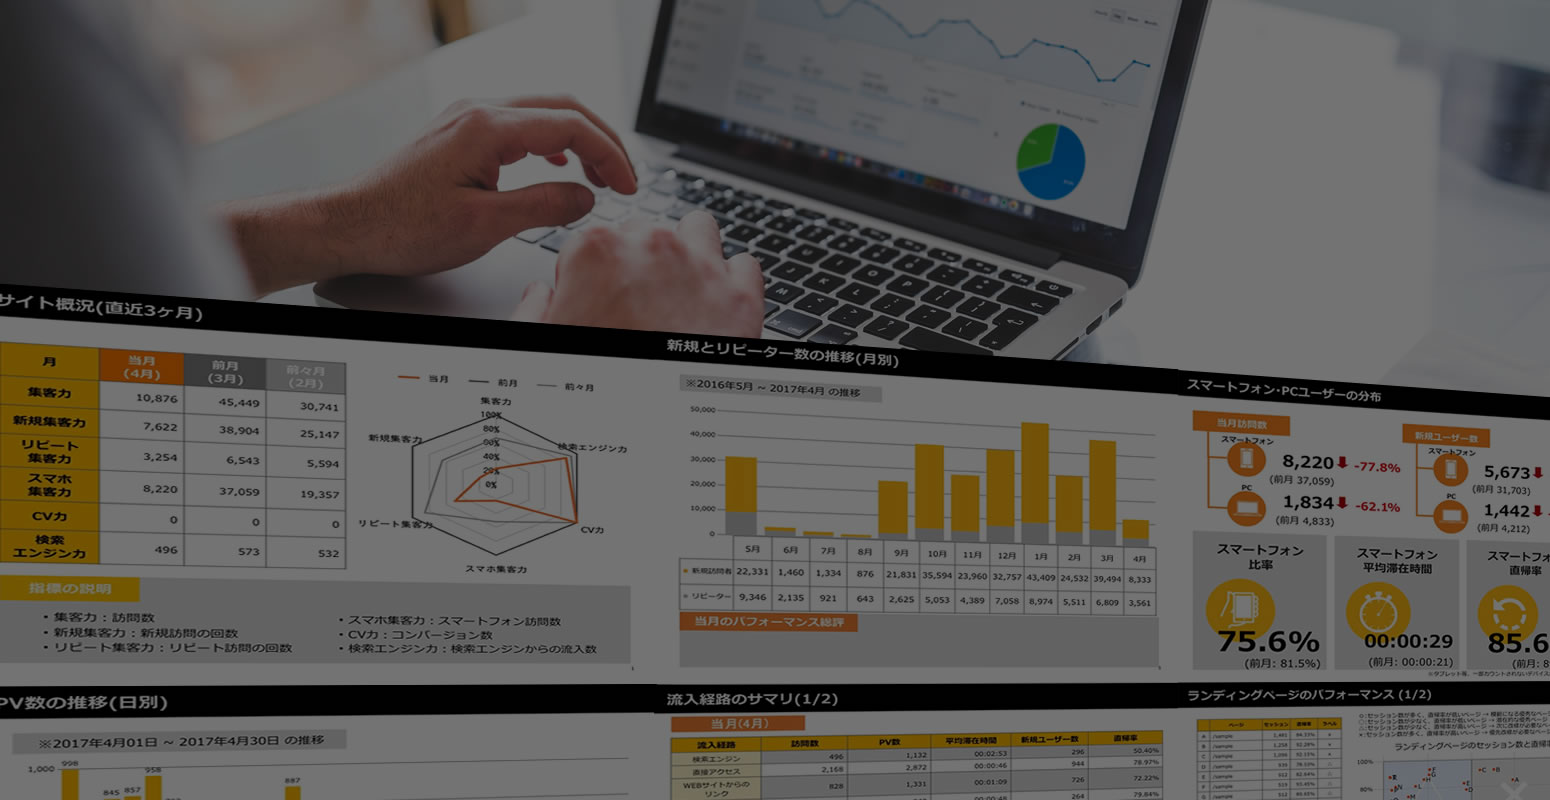 サイト概況(直近3ヶ月)
月
当月
(4月)
前月
(3月)
前々月
(2月)
集客力 10,876 45,449 30,741
新規集客力 7,622 38,904 25,147
リピート
集客力 3,254 6,543 5,594
スマホ
集客力 8,220 37,059 19,357
CV力 0 0 0
検索
エンジン力 496 573 532
当月 前月 前々月
集客力
100%
80%
60%
40%
20%
0%
新規集客力
検索エンジン力
リピート集客力
CV力
スマホ集客力
指標の説明
・集客力：訪問数
・新規集客力：新規訪問の回数
・リピート集客力：リピート訪問の回数
・スマホ集客力：スマートフォン訪問数
・CV力：コンバージョン数
・検索エンジン力：検索エンジンからの流入数
新規とリピーター数の推移(月別)
※2016年5月 ~ 2017年4月 の推移
50,000
40,000
30,000
20,000
10,000
0
5月 6月 7月 8月 9月 10月 11月 12月 1月 2月 3月 4月
新規訪問者 22,331 1,460 1,334 876 21,831 35,594 23,960 32,757 43,409 24,532 39,494 8,333
リピーター 9,346 2,135 921 643 2,625 5,053 4,389 7,058 8,974 5,511 6,809 3,561
当月のパフォーマンス総評
スマートフォン・PCユーザーの分布
当月訪問数
スマートフォン
8,220 -77.8%
(前月 37,059)
PC
1,834 -62.1%
(前月 4,833)
新規ユーザー数
スマートフォン
5,673
(前月 31,703)
PC
1,442
(前月 4,212)
スマートフォン
比率
75.6%
(前月: 81.5%)
スマートフォン
平均滞在時間
00:00:29
(前月: 00:00:21)
スマートフォ
直帰率
85.6
(前月: 8
PV数の推移(日別)
※2017年4月01日 ~ 2017年4月30日 の推移
1,000
998
845
857
958
887
流入経路のサマリ(1/2)
当月(4月)
流入経路 訪問数 PV数 平均滞在時間 新規ユーザー数 直帰率
検索エンジン 496 1,132 00:02:53 296 50.40%
直接アクセス 2,168 2,872 00:00:46 944 78.97%
WEBサイトからの
リンク 828 1,331 00:01:09 726 72.22%
264 79.84%
ランディングページのパフォーマンス (1/2)
ページ セッション 直帰率 ラベル
ランディングページのセッション数と直帰率
100%
80%